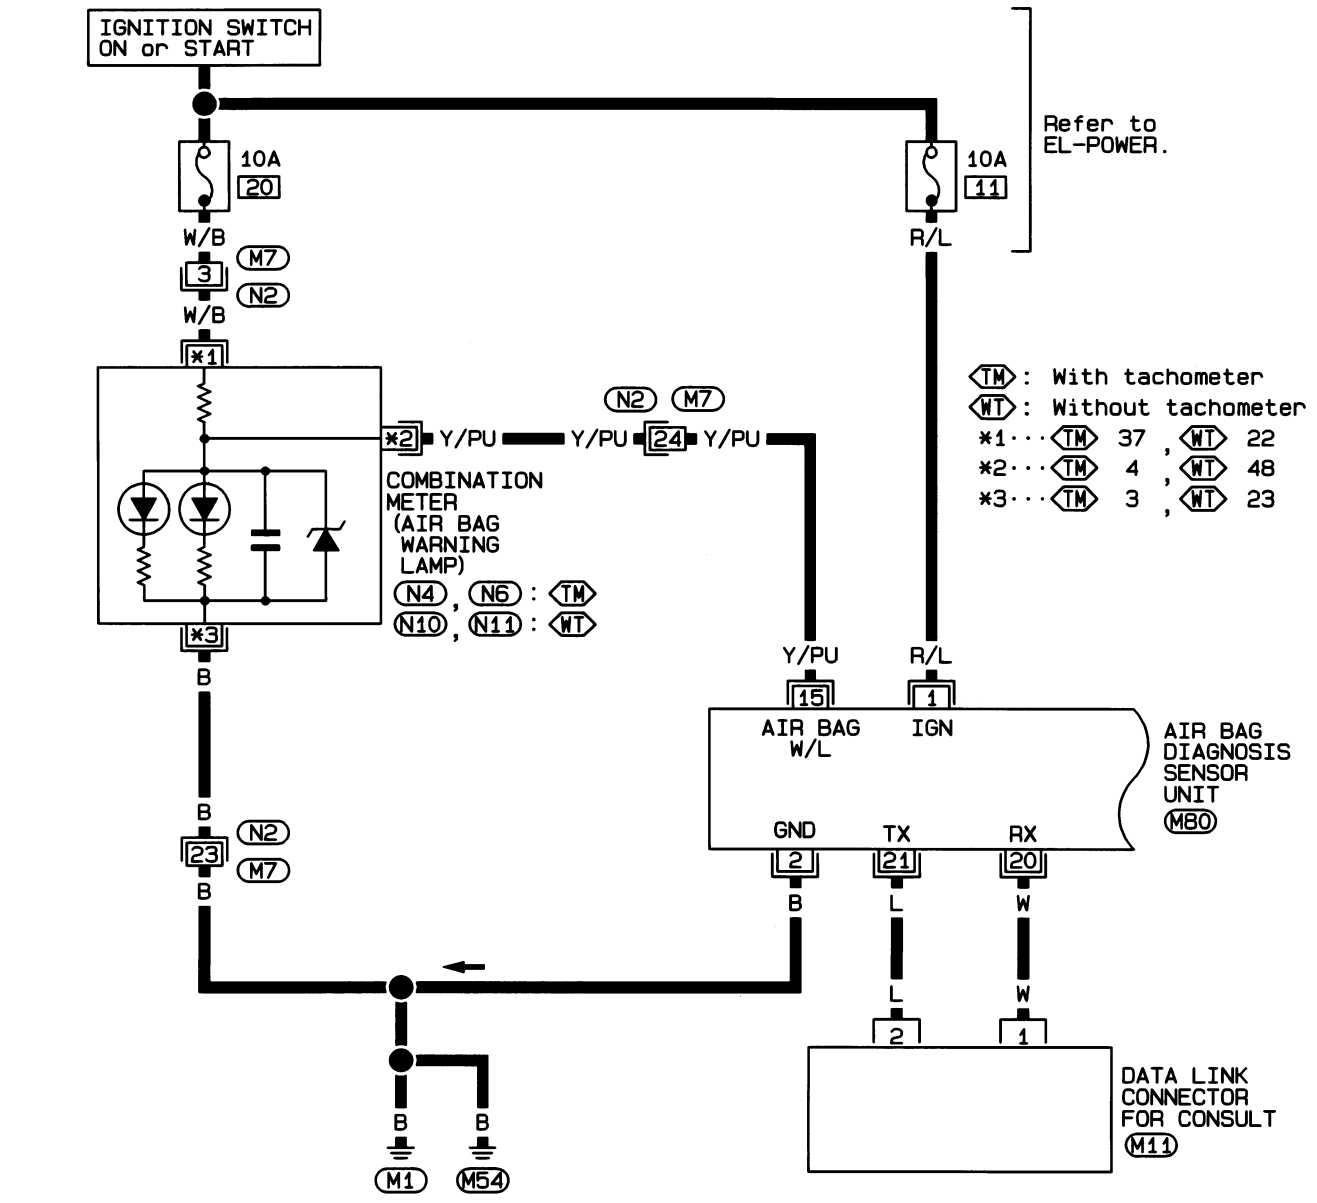 IGNITION SWITCH
ON or START
Refer to
EL-POWER.
10A
20
10A
11
W/B
R/L
M7
3
N2
W/B
*1
TM : With tachometer
WT : Without tachometer
*1··· TM 37 , WT 22
*2··· TM 4 , WT 48
*3··· TM 3 , WT 23
N2 M7
*2 Y/PU Y/PU 24 Y/PU
COMBINATION
METER
(AIR BAG
WARNING
LAMP)
N4 , N6 : TM
N10 , N11 : WT
*3
B
Y/PU R/L
15 1
AIR BAG
W/L
IGN
AIR BAG
DIAGNOSIS
SENSOR
UNIT
M80
B
N2
23
M7
B
GND TX RX
2 21 20
B L W
L W
2 1
DATA LINK
CONNECTOR
FOR CONSULT
M11
B B
M1 M54